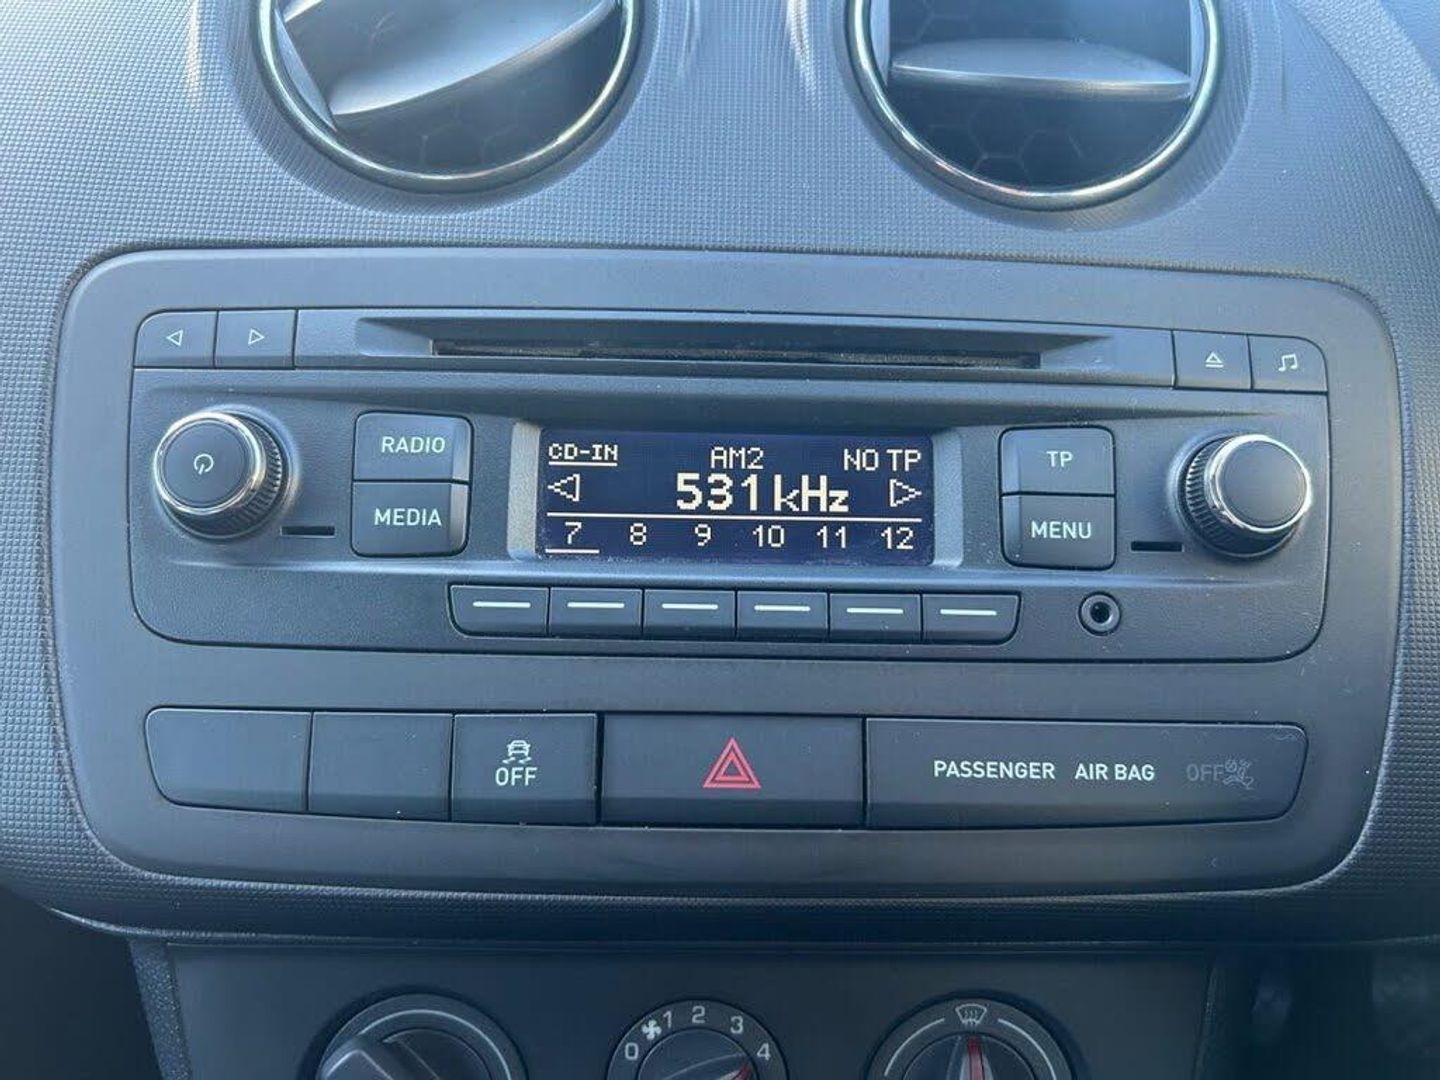 RADIO
MEDIA
CD-IN AM2 NO TP
531 kHz
7 8 9 10 11 12
TP
MENU
OFF
PASSENGER AIR BAG OFF
0 1 2 3 4